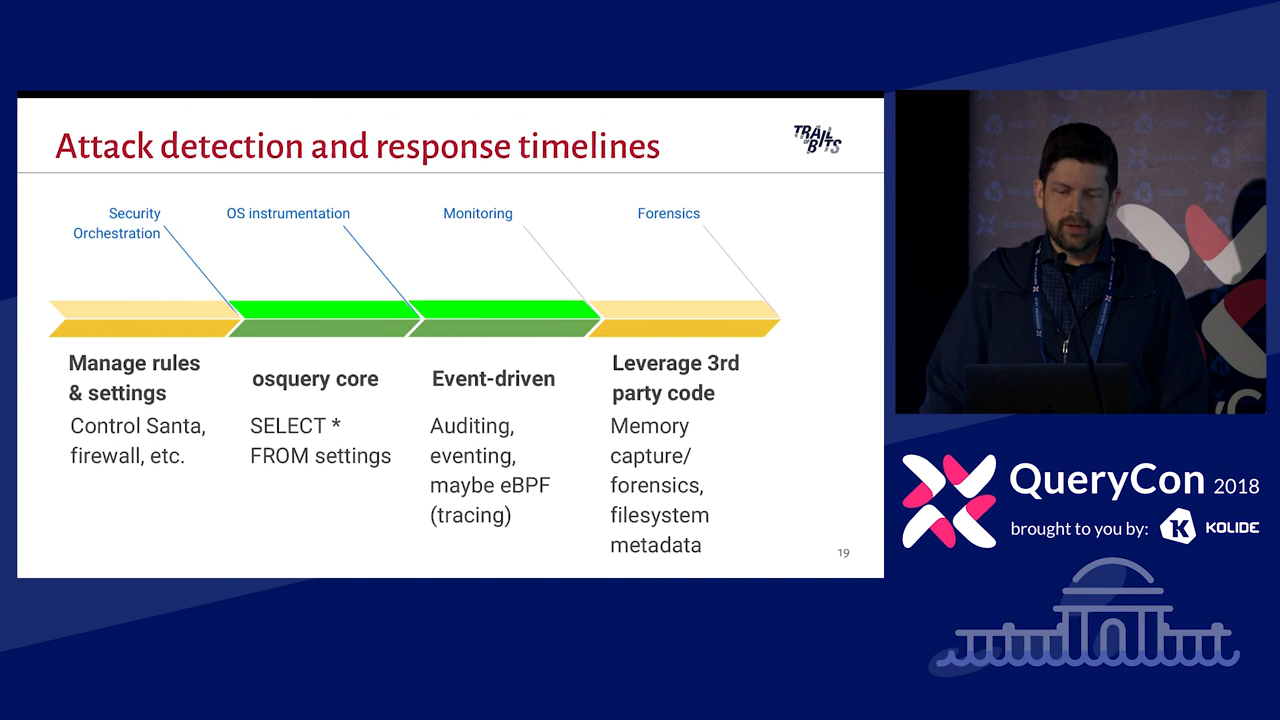 Attack detection and response timelines
TRAIL
OF
BITS
Security
Orchestration
OS instrumentation
Monitoring
Forensics
Manage rules
& settings
Control Santa,
firewall, etc.
osquery core
SELECT *
FROM settings
Event-driven
Auditing,
eventing,
maybe eBPF
(tracing)
Leverage 3rd
party code
Memory
capture/
forensics,
filesystem
metadata
19
QueryCon 2018
brought to you by: K KOLIDE